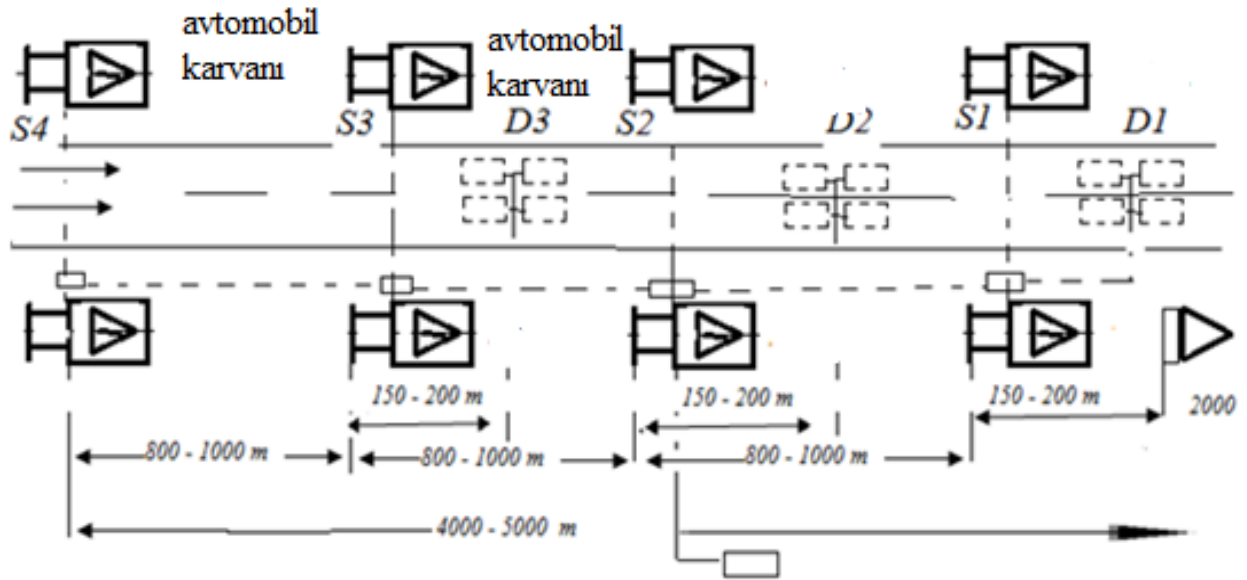 avtomobil
karvanı
avtomobil
karvanı
S4
S3
D3
S2
D2
S1
D1
150 - 200 m
150 - 200 m
150 - 200 m
2000
800 - 1000 m
800 - 1000 m
800 - 1000 m
4000 - 5000 m